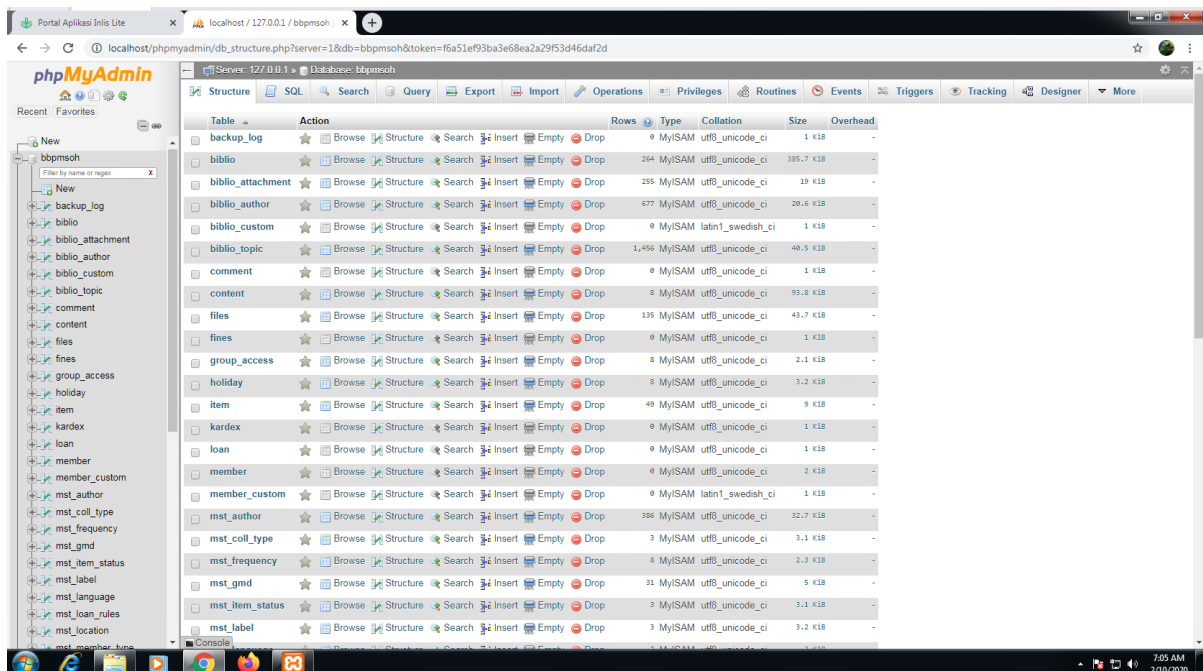 Portal Aplikasi Inlis Lite
localhost / 127.0.0.1 / bbpmsoh
localhost/phpmyadmin/db_structure.php?server=1&db=bbpmsoh&token=f6a51ef93ba3e68ea2a29f53d46daf2d
phpMyAdmin
Recent Favorites
New
bbpmsoh
Filter by name or regex X
New
backup_log
biblio
biblio_attachment
biblio_author
biblio_custom
biblio_topic
comment
content
files
fines
group_access
holiday
item
kardex
loan
member
member_custom
mst_author
mst_coll_type
mst_frequency
mst_gmd
mst_item_status
mst_label
mst_language
mst_loan_rules
mst_location
mst_member_type
Server: 127.0.0.1 » Database: bbpmsoh
Structure SQL Search Query Export Import Operations Privileges Routines Events Triggers Tracking Designer More
Table Action Rows Type Collation Size Overhead
backup_log Browse Structure Search Insert Empty Drop 0 MyISAM utf8_unicode_ci 1 KiB -
biblio Browse Structure Search Insert Empty Drop 264 MyISAM utf8_unicode_ci 385.7 KiB -
biblio_attachment Browse Structure Search Insert Empty Drop 255 MyISAM utf8_unicode_ci 19 KiB -
biblio_author Browse Structure Search Insert Empty Drop 677 MyISAM utf8_unicode_ci 20.6 KiB -
biblio_custom Browse Structure Search Insert Empty Drop 0 MyISAM latin1_swedish_ci 1 KiB -
biblio_topic Browse Structure Search Insert Empty Drop 1,456 MyISAM utf8_unicode_ci 40.5 KiB -
comment Browse Structure Search Insert Empty Drop 0 MyISAM utf8_unicode_ci 1 KiB -
content Browse Structure Search Insert Empty Drop 8 MyISAM utf8_unicode_ci 93.8 KiB -
files Browse Structure Search Insert Empty Drop 135 MyISAM utf8_unicode_ci 43.7 KiB -
fines Browse Structure Search Insert Empty Drop 0 MyISAM utf8_unicode_ci 1 KiB -
group_access Browse Structure Search Insert Empty Drop 8 MyISAM utf8_unicode_ci 2.1 KiB -
holiday Browse Structure Search Insert Empty Drop 8 MyISAM utf8_unicode_ci 3.2 KiB -
item Browse Structure Search Insert Empty Drop 49 MyISAM utf8_unicode_ci 9 KiB -
kardex Browse Structure Search Insert Empty Drop 0 MyISAM utf8_unicode_ci 1 KiB -
loan Browse Structure Search Insert Empty Drop 0 MyISAM utf8_unicode_ci 1 KiB -
member Browse Structure Search Insert Empty Drop 0 MyISAM utf8_unicode_ci 2 KiB -
member_custom Browse Structure Search Insert Empty Drop 0 MyISAM latin1_swedish_ci 1 KiB -
mst_author Browse Structure Search Insert Empty Drop 386 MyISAM utf8_unicode_ci 32.7 KiB -
mst_coll_type Browse Structure Search Insert Empty Drop 3 MyISAM utf8_unicode_ci 3.1 KiB -
mst_frequency Browse Structure Search Insert Empty Drop 8 MyISAM utf8_unicode_ci 2.3 KiB -
mst_gmd Browse Structure Search Insert Empty Drop 31 MyISAM utf8_unicode_ci 5 KiB -
mst_item_status Browse Structure Search Insert Empty Drop 3 MyISAM utf8_unicode_ci 3.1 KiB -
mst_label Browse Structure Search Insert Empty Drop 3 MyISAM utf8_unicode_ci 3.2 KiB -
Console
7:05 AM